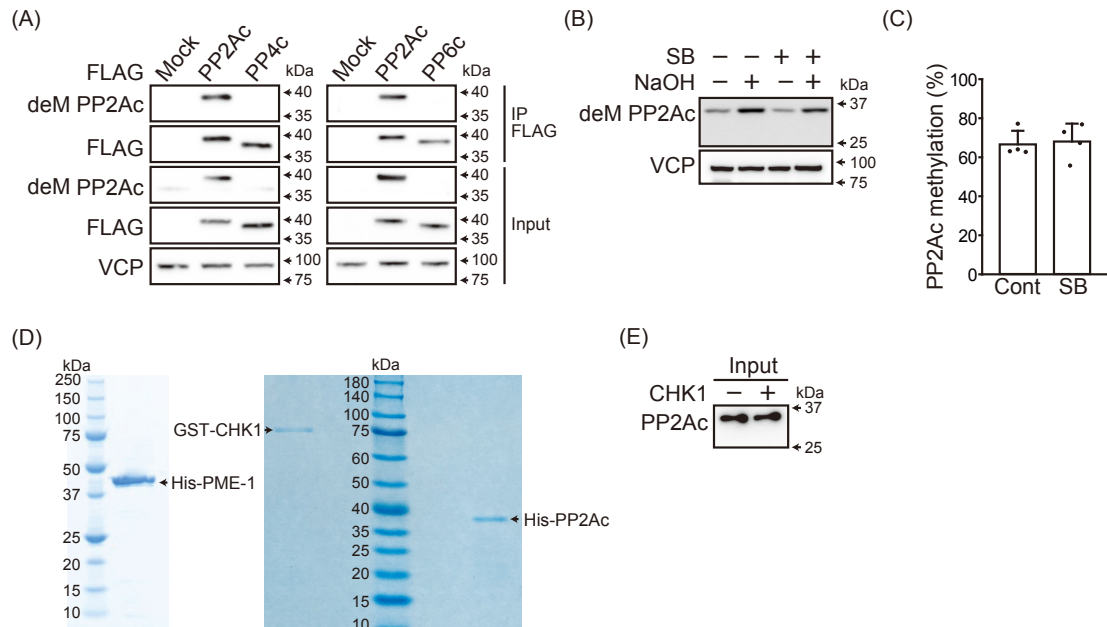 (A)
FLAG Mock PP2Ac PP4c kDa Mock PP2Ac PP6c kDa
deM PP2Ac 40 35 40 35 IP
FLAG 40 35 40 35 FLAG
deM PP2Ac 40 35 40 35
FLAG 40 35 40 35 Input
VCP 100 75 100 75
(B)
SB − − + +
NaOH − + − + kDa
deM PP2Ac 37
25
VCP 100
75
(C)
PP2Ac methylation (%)
100
80
60
40
20
0
Cont SB
(D)
kDa
250
150
100
75
50
37
25
20
15
10
His-PME-1
GST-CHK1
kDa
180
140
100
75
60
50
40
35
25
20
15
10
His-PP2Ac
(E)
Input
CHK1 − + kDa
PP2Ac 37
25